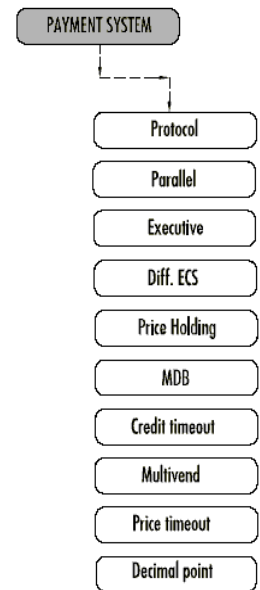 PAYMENT SYSTEM
Protocol
Parallel
Executive
Diff. ECS
Price Holding
MDB
Credit timeout
Multivend
Price timeout
Decimal point